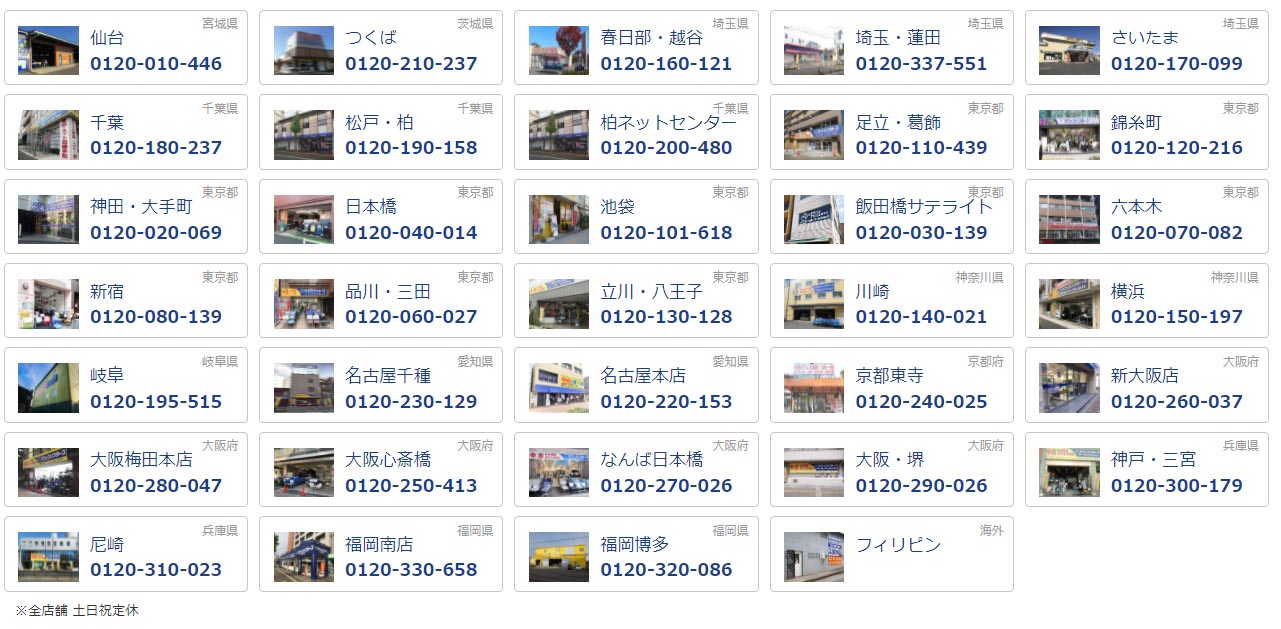 宮城県
仙台
0120-010-446
茨城県
つくば
0120-210-237
埼玉県
春日部・越谷
0120-160-121
埼玉県
埼玉・蓮田
0120-337-551
埼玉県
さいたま
0120-170-099
千葉県
千葉
0120-180-237
千葉県
松戸・柏
0120-190-158
千葉県
柏ネットセンター
0120-200-480
東京都
足立・葛飾
0120-110-439
東京都
錦糸町
0120-120-216
東京都
神田・大手町
0120-020-069
東京都
日本橋
0120-040-014
東京都
池袋
0120-101-618
東京都
飯田橋サテライト
0120-030-139
東京都
六本木
0120-070-082
東京都
新宿
0120-080-139
東京都
品川・三田
0120-060-027
東京都
立川・八王子
0120-130-128
神奈川県
川崎
0120-140-021
神奈川県
横浜
0120-150-197
岐阜県
岐阜
0120-195-515
愛知県
名古屋千種
0120-230-129
愛知県
名古屋本店
0120-220-153
京都府
京都東寺
0120-240-025
大阪府
新大阪店
0120-260-037
大阪府
大阪梅田本店
0120-280-047
大阪府
大阪心斎橋
0120-250-413
大阪府
なんば日本橋
0120-270-026
大阪府
大阪・堺
0120-290-026
兵庫県
神戸・三宮
0120-300-179
兵庫県
尼崎
0120-310-023
福岡県
福岡南店
0120-330-658
福岡県
福岡博多
0120-320-086
海外
フィリピン
※全店舗 土日祝定休